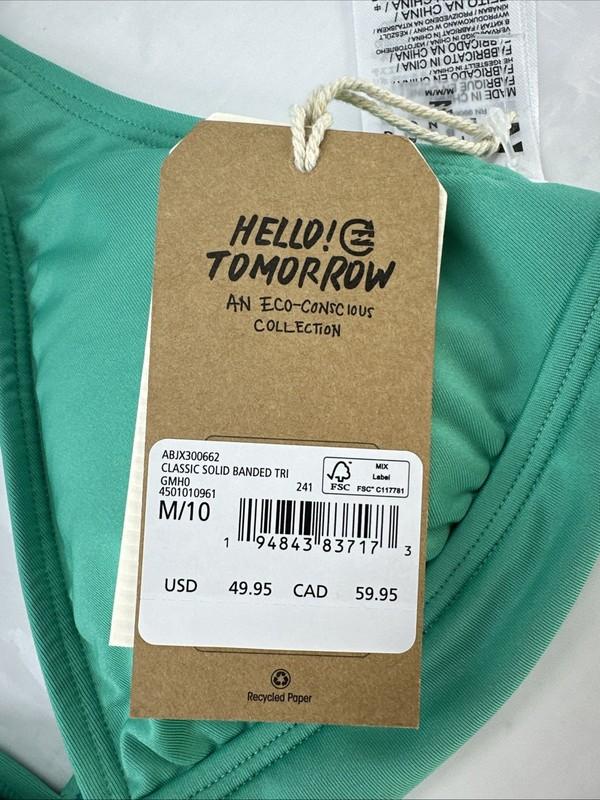 HELLO!
TOMORROW
AN ECO-CONSCIOUS
COLLECTION
ABJX300662
CLASSIC SOLID BANDED TRI
GMH0
4501010961
241
FSC
MIX
Label
FSC® C117781
M/10
1 94843 83717 3
USD 49.95 CAD 59.95
Recycled Paper
M/M/M
MADE IN CHINA /
FABRICADO EN CHINA /
FABRICADO NA CHINA /